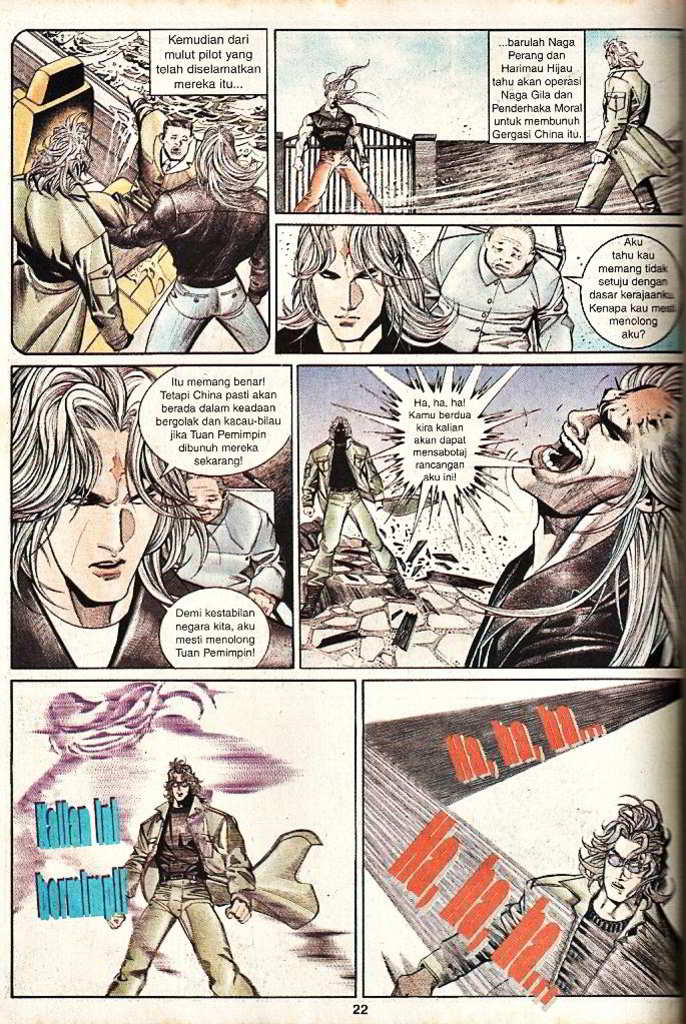 Kemudian dari
mulut pilot yang
telah diselamatkan
mereka itu...
...barulah Naga
Perang dan
Harimau Hijau
tahu akan operasi
Naga Gila dan
Penderhaka Moral
untuk membunuh
Gergasi China itu.
Aku
tahu kau
memang tidak
setuju dengan
dasar kerajaanku.
Kenapa kau mesti
menolong
aku?
Itu memang benar!
Tetapi China pasti akan
berada dalam keadaan
bergolak dan kacau-bilau
jika Tuan Pemimpin
dibunuh mereka
sekarang!
Demi kestabilan
negara kita, aku
mesti menolong
Tuan Pemimpin!
Ha, ha, ha!
Kamu berdua
kira kalian
akan dapat
mensabotaj
rancangan
aku ini!
Kalian ini
bermimpi!
Ha, ha, ha...
Ha, ha, ha...
22